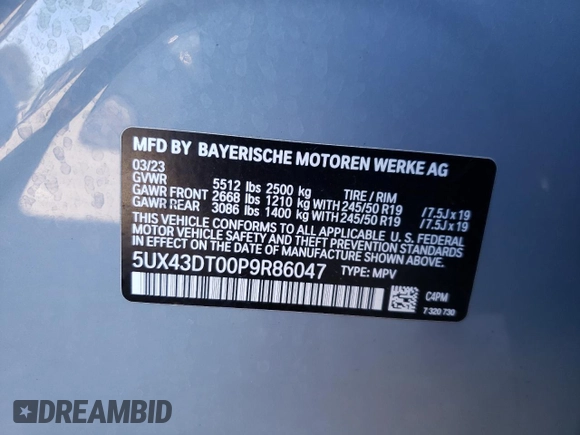 MFD BY BAYERISCHE MOTOREN WERKE AG
03/23
GVWR 5512 lbs 2500 kg TIRE / RIM
GAWR FRONT 2668 lbs 1210 kg WITH 245/50 R19 / 7.5J x 19
GAWR REAR 3086 lbs 1400 kg WITH 245/50 R19 / 7.5J x 19
THIS VEHICLE CONFORMS TO ALL APPLICABLE U.S. FEDERAL
MOTOR VEHICLE SAFETY AND THEFT PREVENTION STANDARDS
IN EFFECT ON THE DATE OF MANUFACTURE SHOWN ABOVE.
5UX43DT00P9R86047 TYPE: MPV
C4PM
7 320 730
DREAMBID